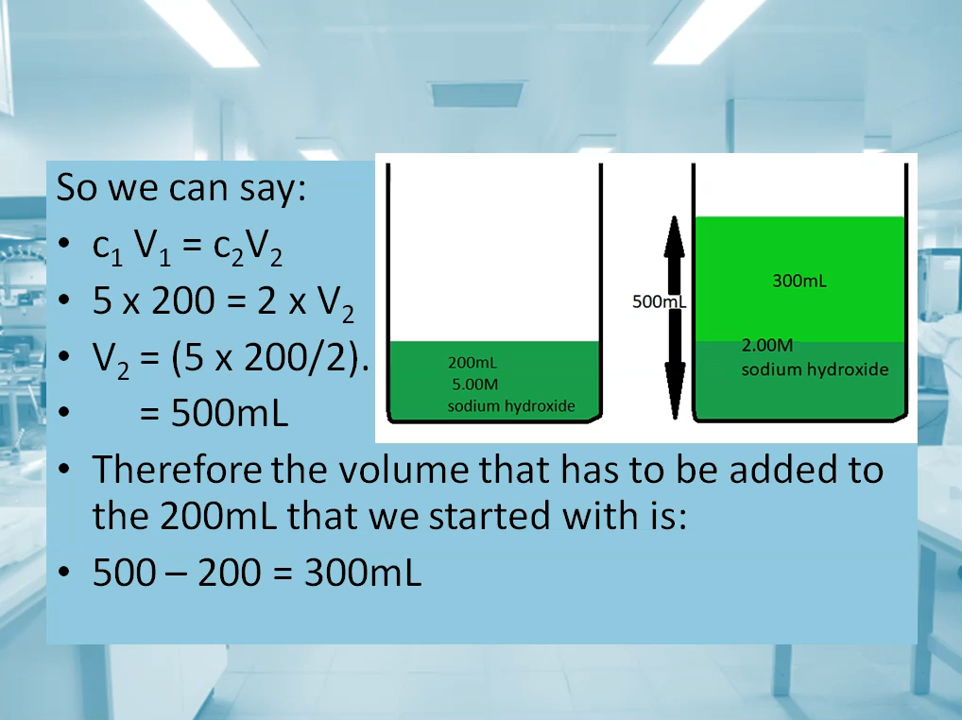 So we can say:
• c₁ V₁ = c₂V₂
• 5 x 200 = 2 x V₂
• V₂ = (5 x 200/2).
• = 500mL
• Therefore the volume that has to be added to
the 200mL that we started with is:
• 500 – 200 = 300mL
200mL
5.00M
sodium hydroxide
500mL
300mL
2.00M
sodium hydroxide